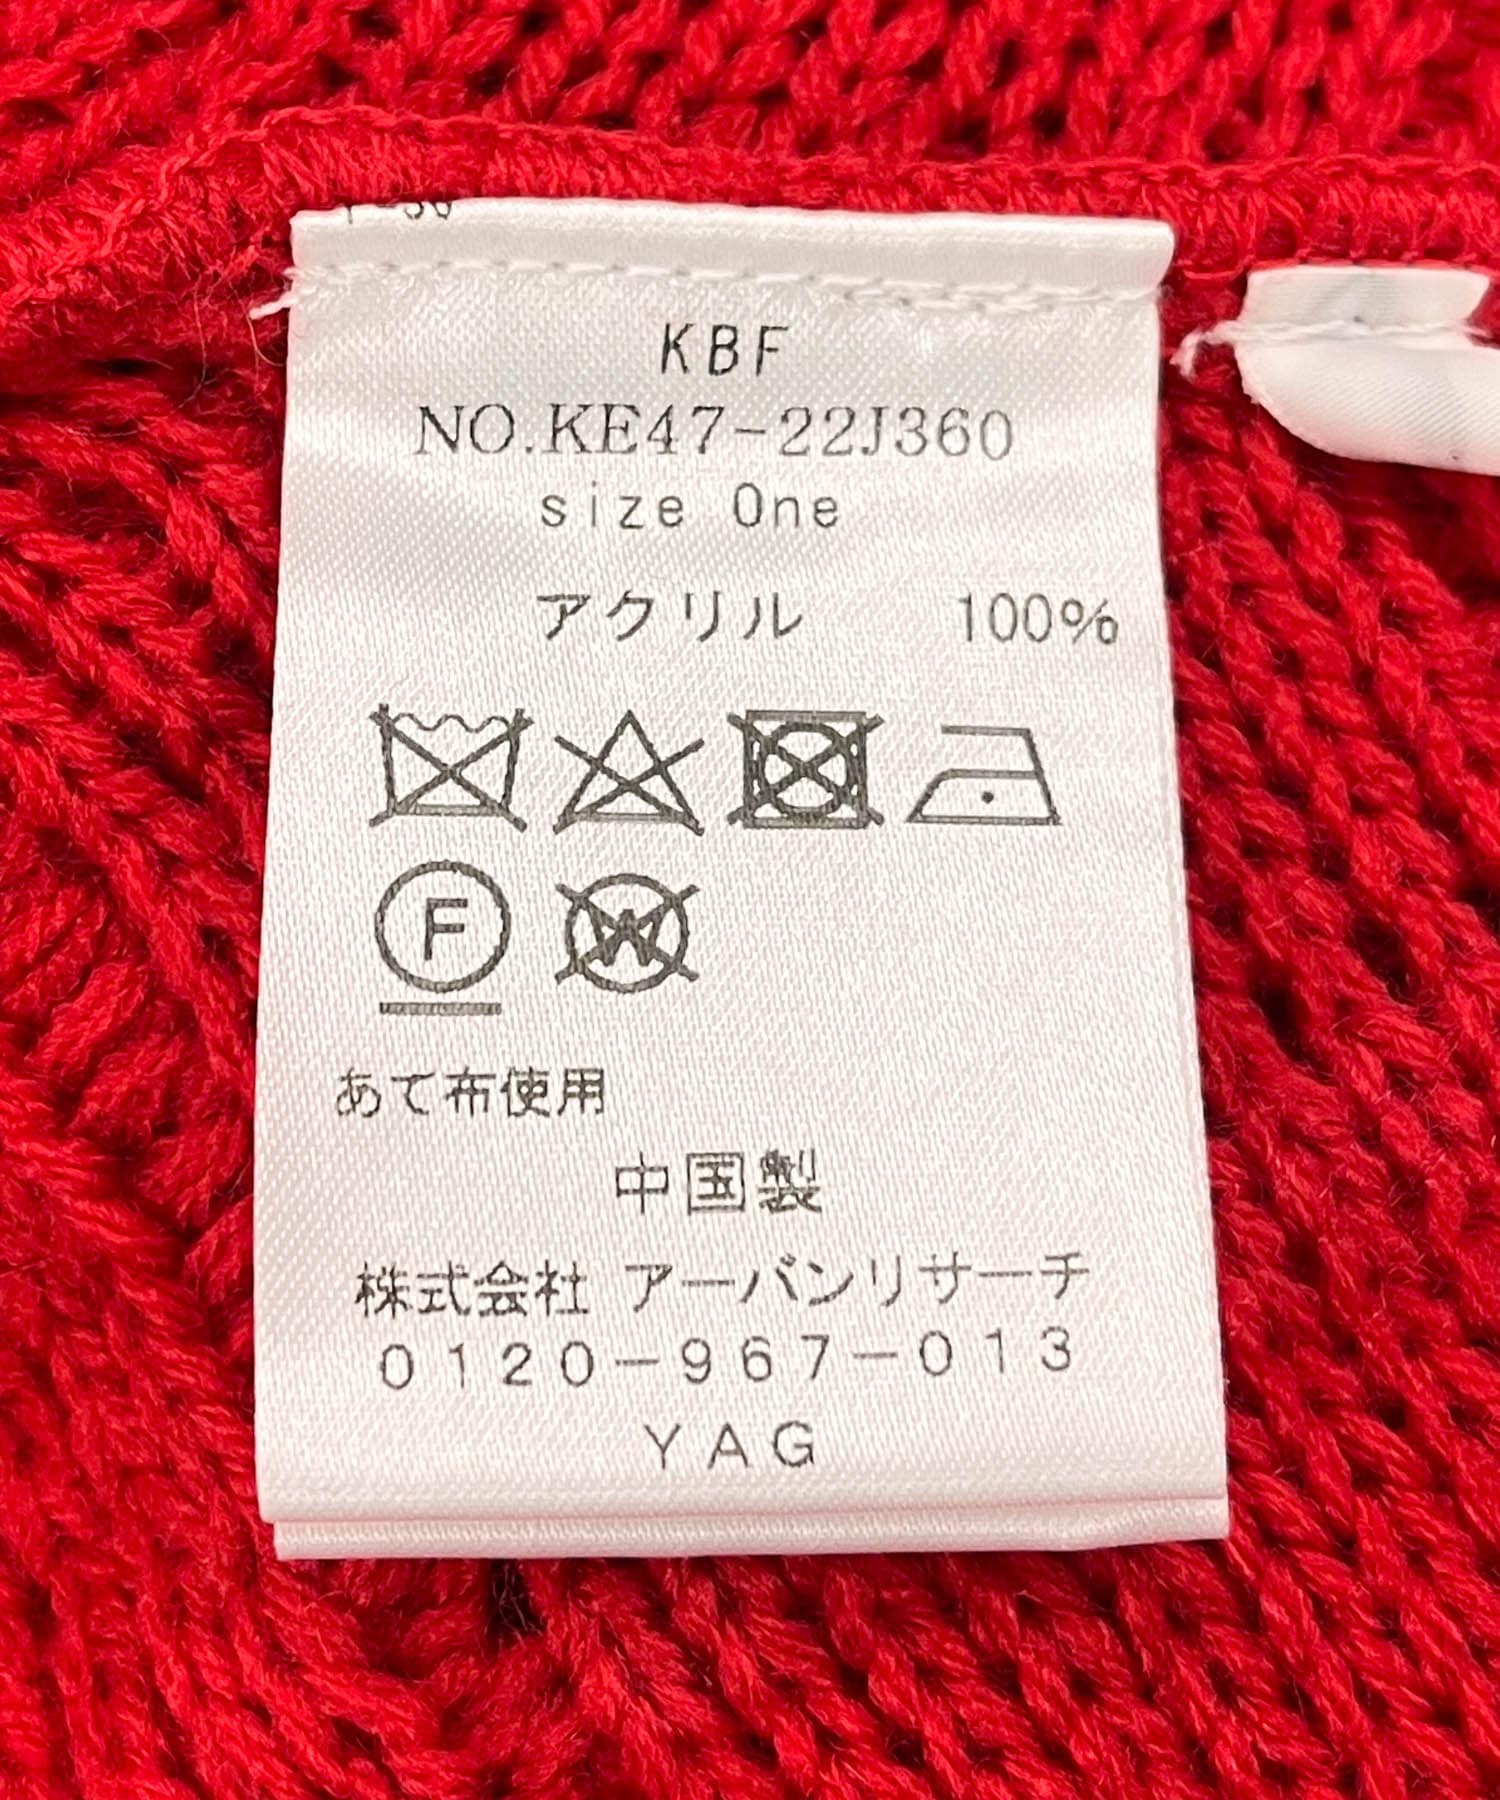 KBF
NO.KE47-22J360
size One
アクリル 100%
F W
あて布使用
中国製
株式会社 アーバンリサーチ
0120-967-013
YAG